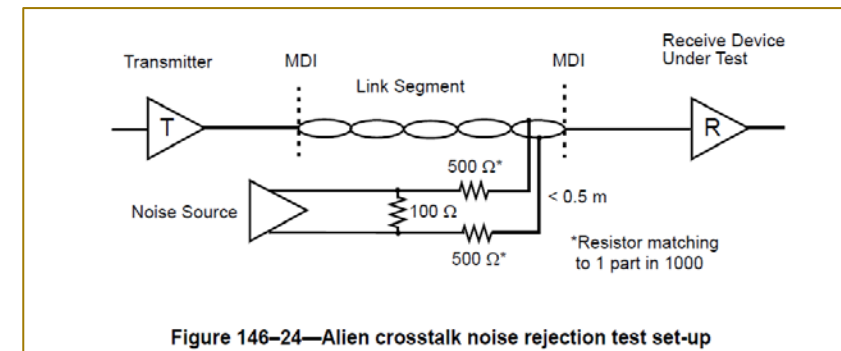 Receive Device
Under Test
Transmitter
MDI
MDI
Link Segment
T
R
500 Ω*
< 0.5 m
Noise Source
100 Ω
500 Ω*
*Resistor matching
to 1 part in 1000
Figure 146–24—Alien crosstalk noise rejection test set-up